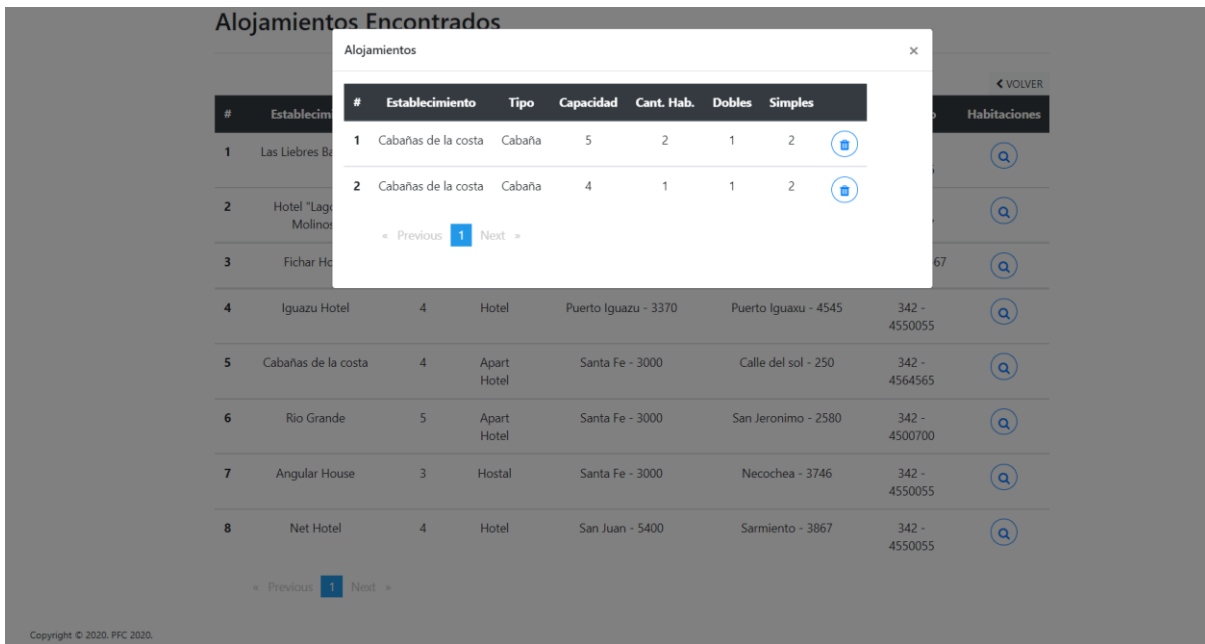 Alojamientos Encontrados
Alojamientos ×
VOLVER
# Establecimiento Tipo Capacidad Cant. Hab. Dobles Simples
1 Cabañas de la costa Cabaña 5 2 1 2
2 Cabañas de la costa Cabaña 4 1 1 2
« Previous 1 Next »
# Habitaciones
1 Las Liebres
2 Hotel
3 Fichar 67
4 Iguazu Hotel 4 Hotel Puerto Iguazu - 3370 Puerto Iguaxu - 4545 342 -
4550055
5 Cabañas de la costa 4 Apart Santa Fe - 3000 Calle del sol - 250 342 -
Hotel 4564565
6 Rio Grande 5 Apart Santa Fe - 3000 San Jeronimo - 2580 342 -
Hotel 4500700
7 Angular House 3 Hostal Santa Fe - 3000 Necochea - 3746 342 -
4550055
8 Net Hotel 4 Hotel San Juan - 5400 Sarmiento - 3867 342 -
4550055
« Previous 1 Next »
Copyright © 2020. PFC 2020.